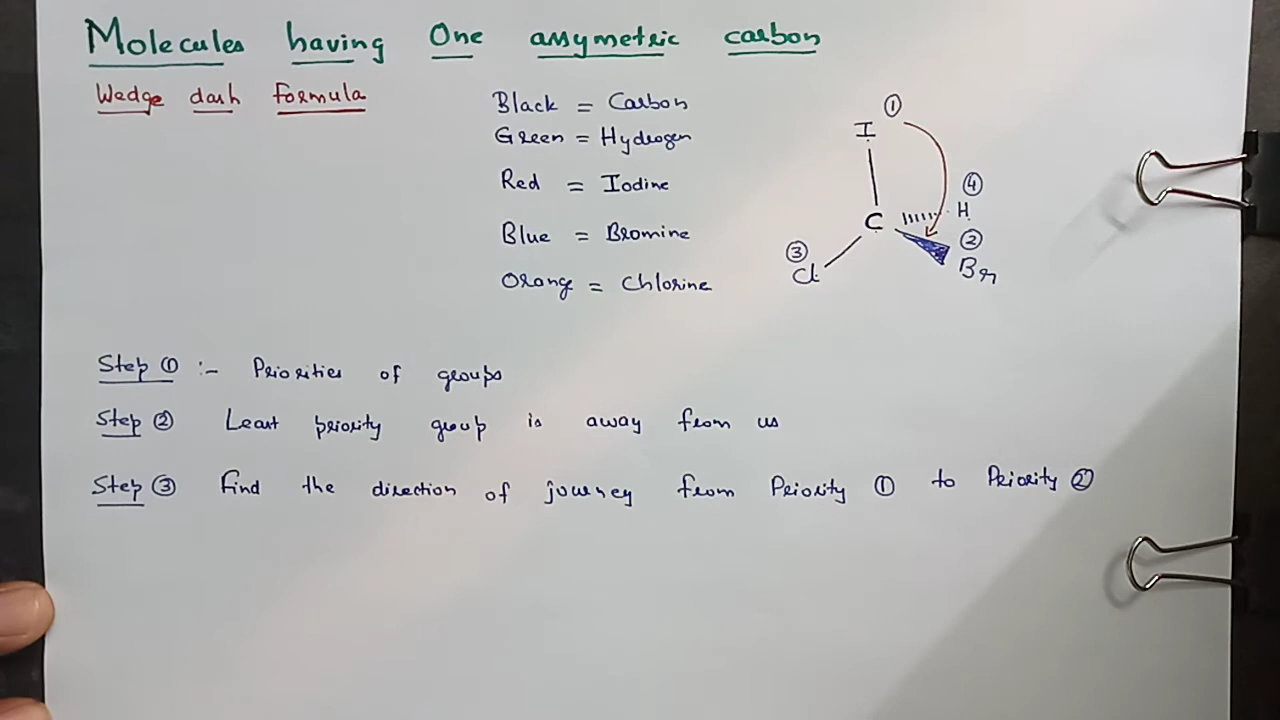 Molecules having One assymetric carbon
Wedge dash formula
Black = Carbon
Green = Hydrogen
Red = Iodine
Blue = Bromine
Orange = Chlorine
①
I
④
C H
③ ②
Cl Br
Step ① :- Priorities of groups
Step ② Least priority group is away from us
Step ③ Find the direction of journey from Priority ① to Priority ②